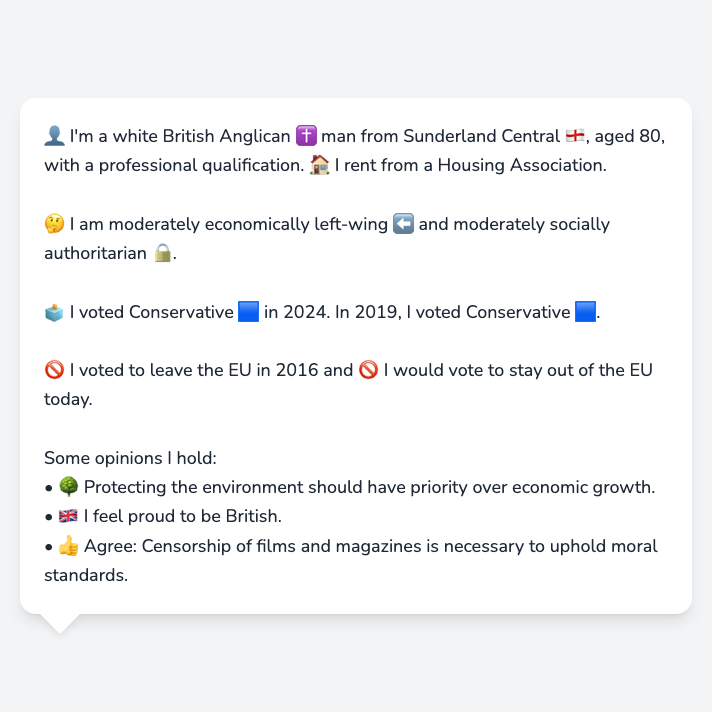 👤 I'm a white British Anglican ✝️ man from Sunderland Central 🏴󠁧󠁢󠁥󠁮󠁧󠁿, aged 80,
with a professional qualification. 🏠 I rent from a Housing Association.
🤔 I am moderately economically left-wing ⬅️ and moderately socially
authoritarian 🔒.
🗳️ I voted Conservative 🟦 in 2024. In 2019, I voted Conservative 🟦.
🚫 I voted to leave the EU in 2016 and 🚫 I would vote to stay out of the EU
today.
Some opinions I hold:
• 🌳 Protecting the environment should have priority over economic growth.
• 🇬🇧 I feel proud to be British.
• 👍 Agree: Censorship of films and magazines is necessary to uphold moral
standards.